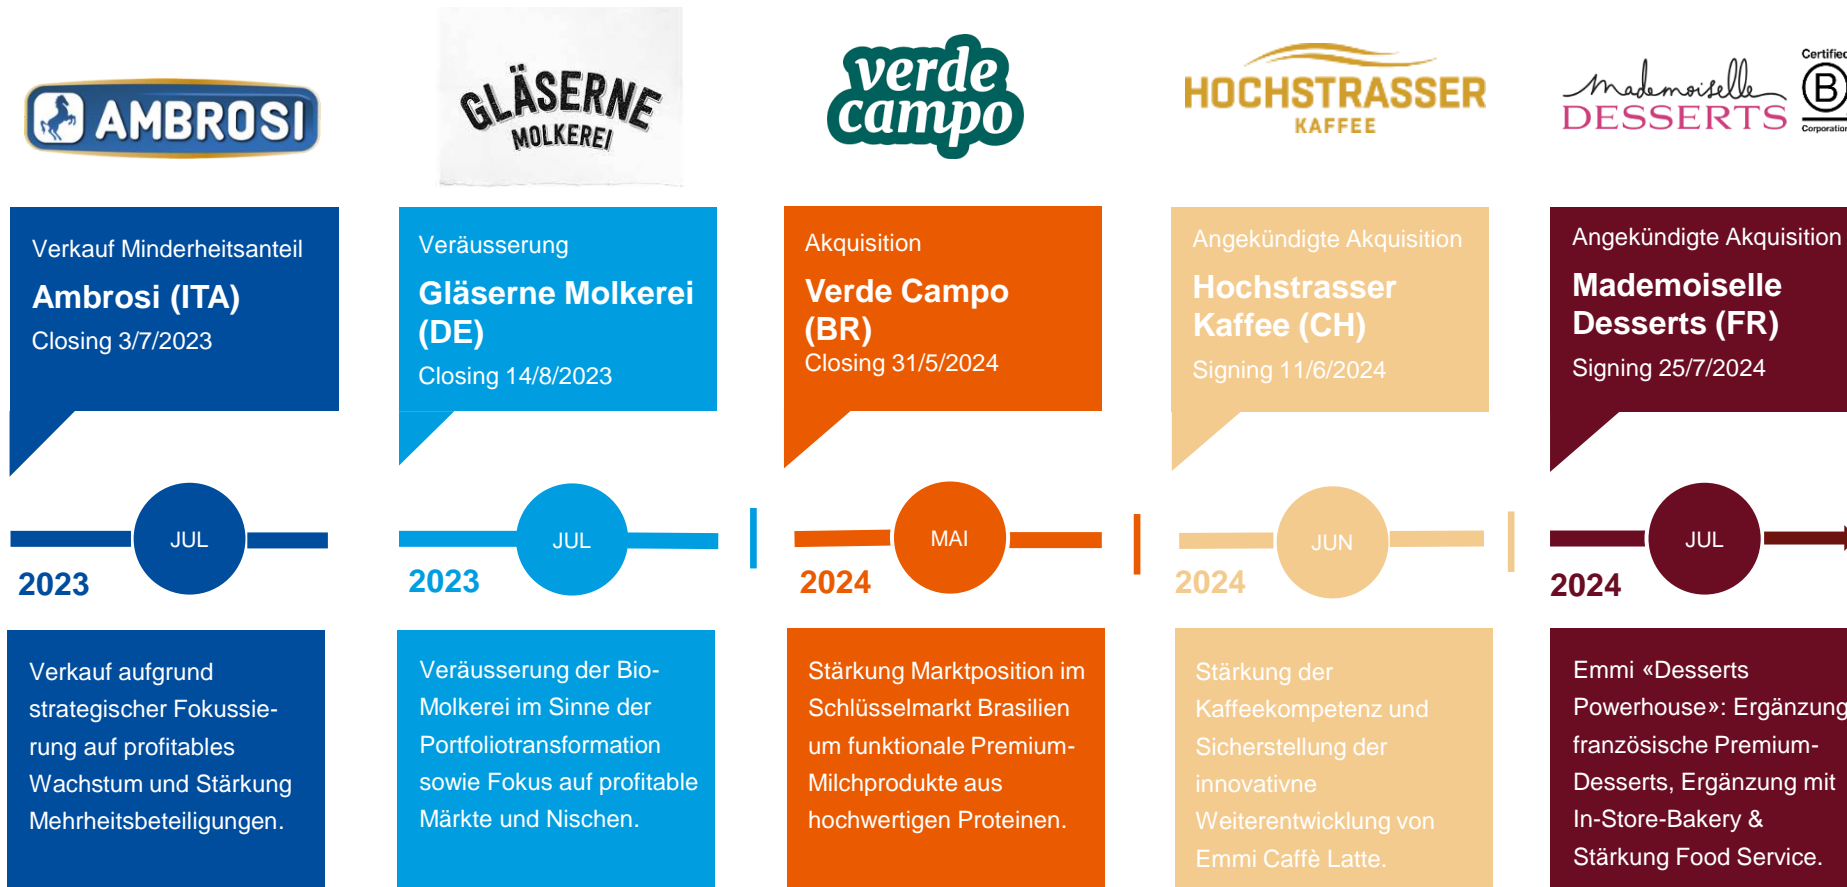 AMBROSI
GLÄSERNE
MOLKEREI
verde
campo
HOCHSTRASSER
KAFFEE
Mademoiselle
DESSERTS
Certified
B
Corporation
Verkauf Minderheitsanteil
Ambrosi (ITA)
Closing 3/7/2023
Veräusserung
Gläserne Molkerei
(DE)
Closing 14/8/2023
Akquisition
Verde Campo
(BR)
Closing 31/5/2024
Angekündigte Akquisition
Hochstrasser
Kaffee (CH)
Signing 11/6/2024
Angekündigte Akquisition
Mademoiselle
Desserts (FR)
Signing 25/7/2024
JUL
2023
JUL
2023
MAI
2024
JUN
2024
JUL
2024
Verkauf aufgrund
strategischer Fokussie-
rung auf profitables
Wachstum und Stärkung
Mehrheitsbeteiligungen.
Veräusserung der Bio-
Molkerei im Sinne der
Portfoliotransformation
sowie Fokus auf profitable
Märkte und Nischen.
Stärkung Marktposition im
Schlüsselmarkt Brasilien
um funktionale Premium-
Milchprodukte aus
hochwertigen Proteinen.
Stärkung der
Kaffeekompetenz und
Sicherstellung der
innovativne
Weiterentwicklung von
Emmi Caffè Latte.
Emmi «Desserts
Powerhouse»: Ergänzung
französische Premium-
Desserts, Ergänzung mit
In-Store-Bakery &
Stärkung Food Service.